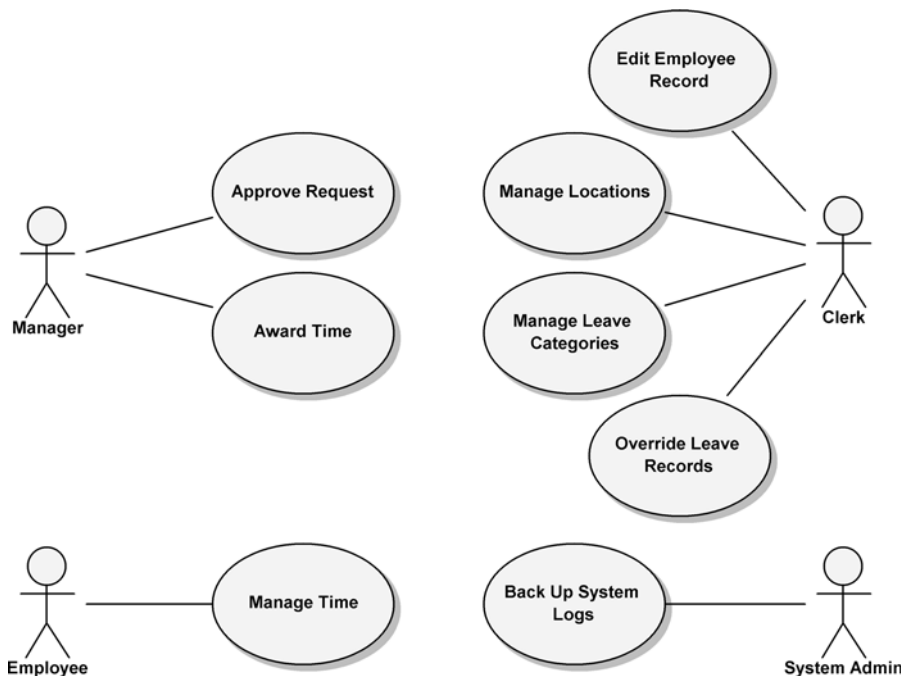 Edit Employee
Record
Approve Request
Manage Locations
Manager
Clerk
Award Time
Manage Leave
Categories
Override Leave
Records
Manage Time
Back Up System
Logs
Employee
System Admin